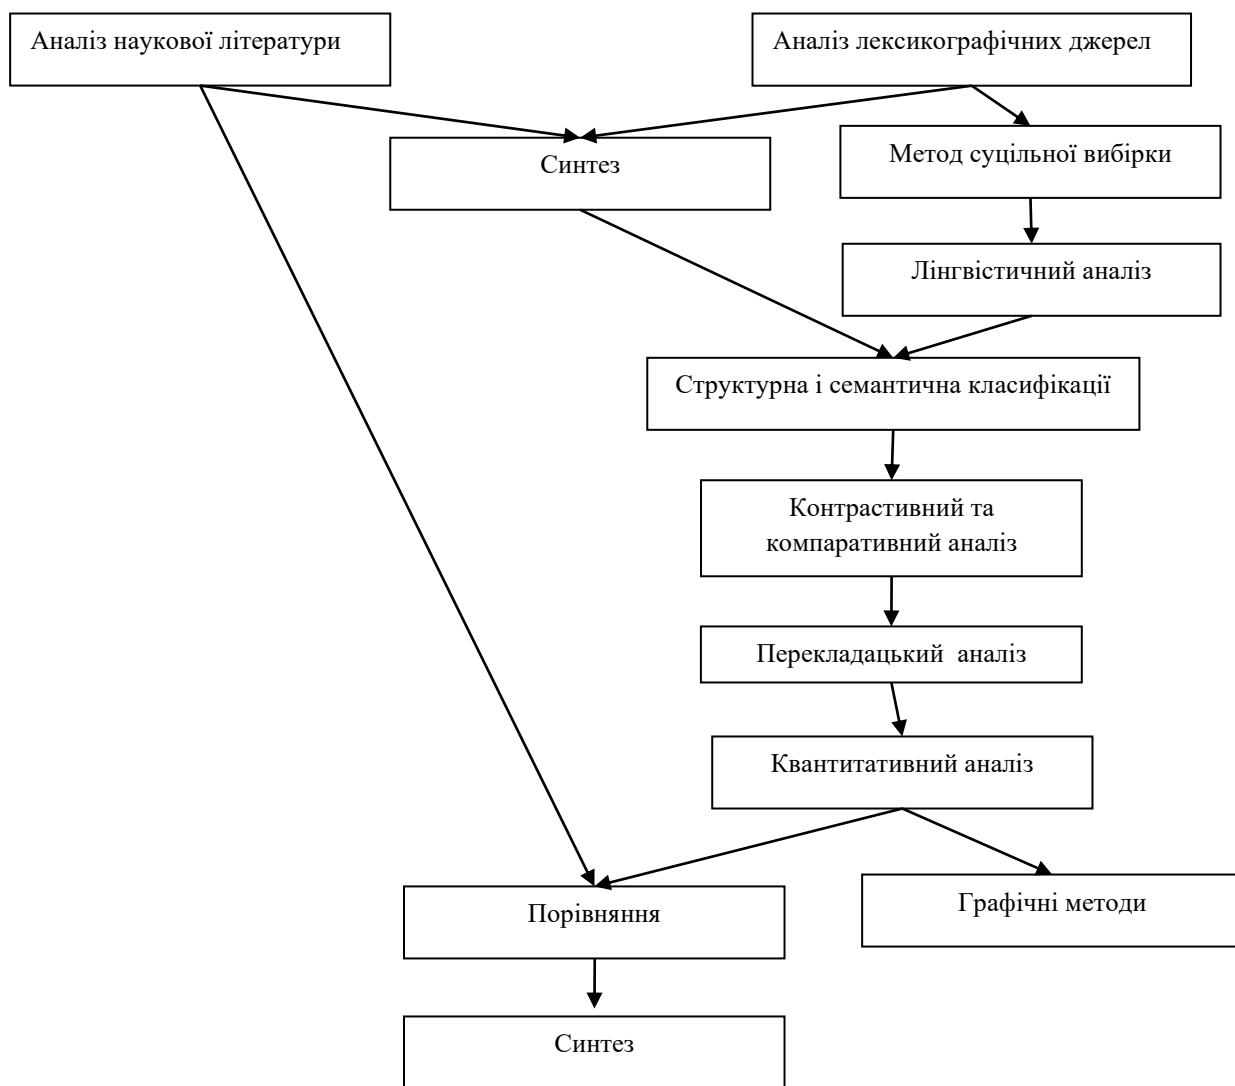 Аналіз наукової літератури
Аналіз лексикографічних джерел
Синтез
Метод суцільної вибірки
Лінгвістичний аналіз
Структурна і семантична класифікації
Контрастивний та
компаративний аналіз
Перекладацький  аналіз
Квантитативний аналіз
Порівняння
Графічні методи
Синтез